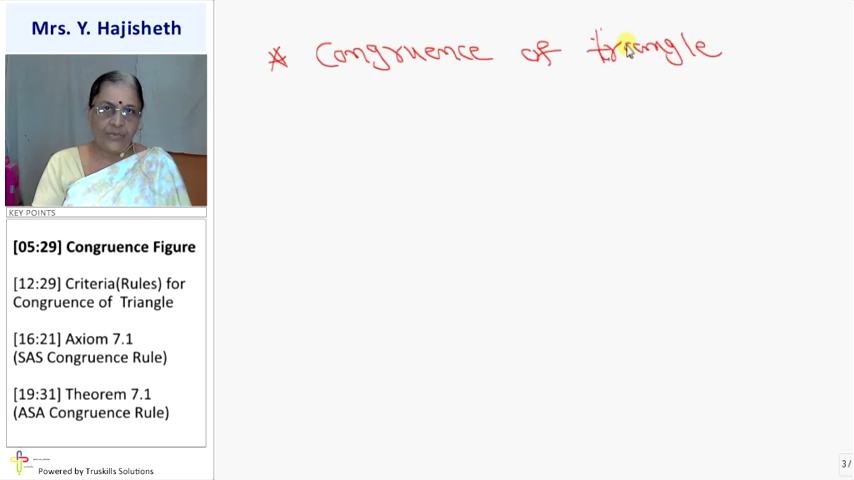 Mrs. Y. Hajisheth
* Congruence of triangle
KEY POINTS
[05:29] Congruence Figure
[12:29] Criteria(Rules) for
Congruence of Triangle
[16:21] Axiom 7.1
(SAS Congruence Rule)
[19:31] Theorem 7.1
(ASA Congruence Rule)
Powered by Truskills Solutions
3/